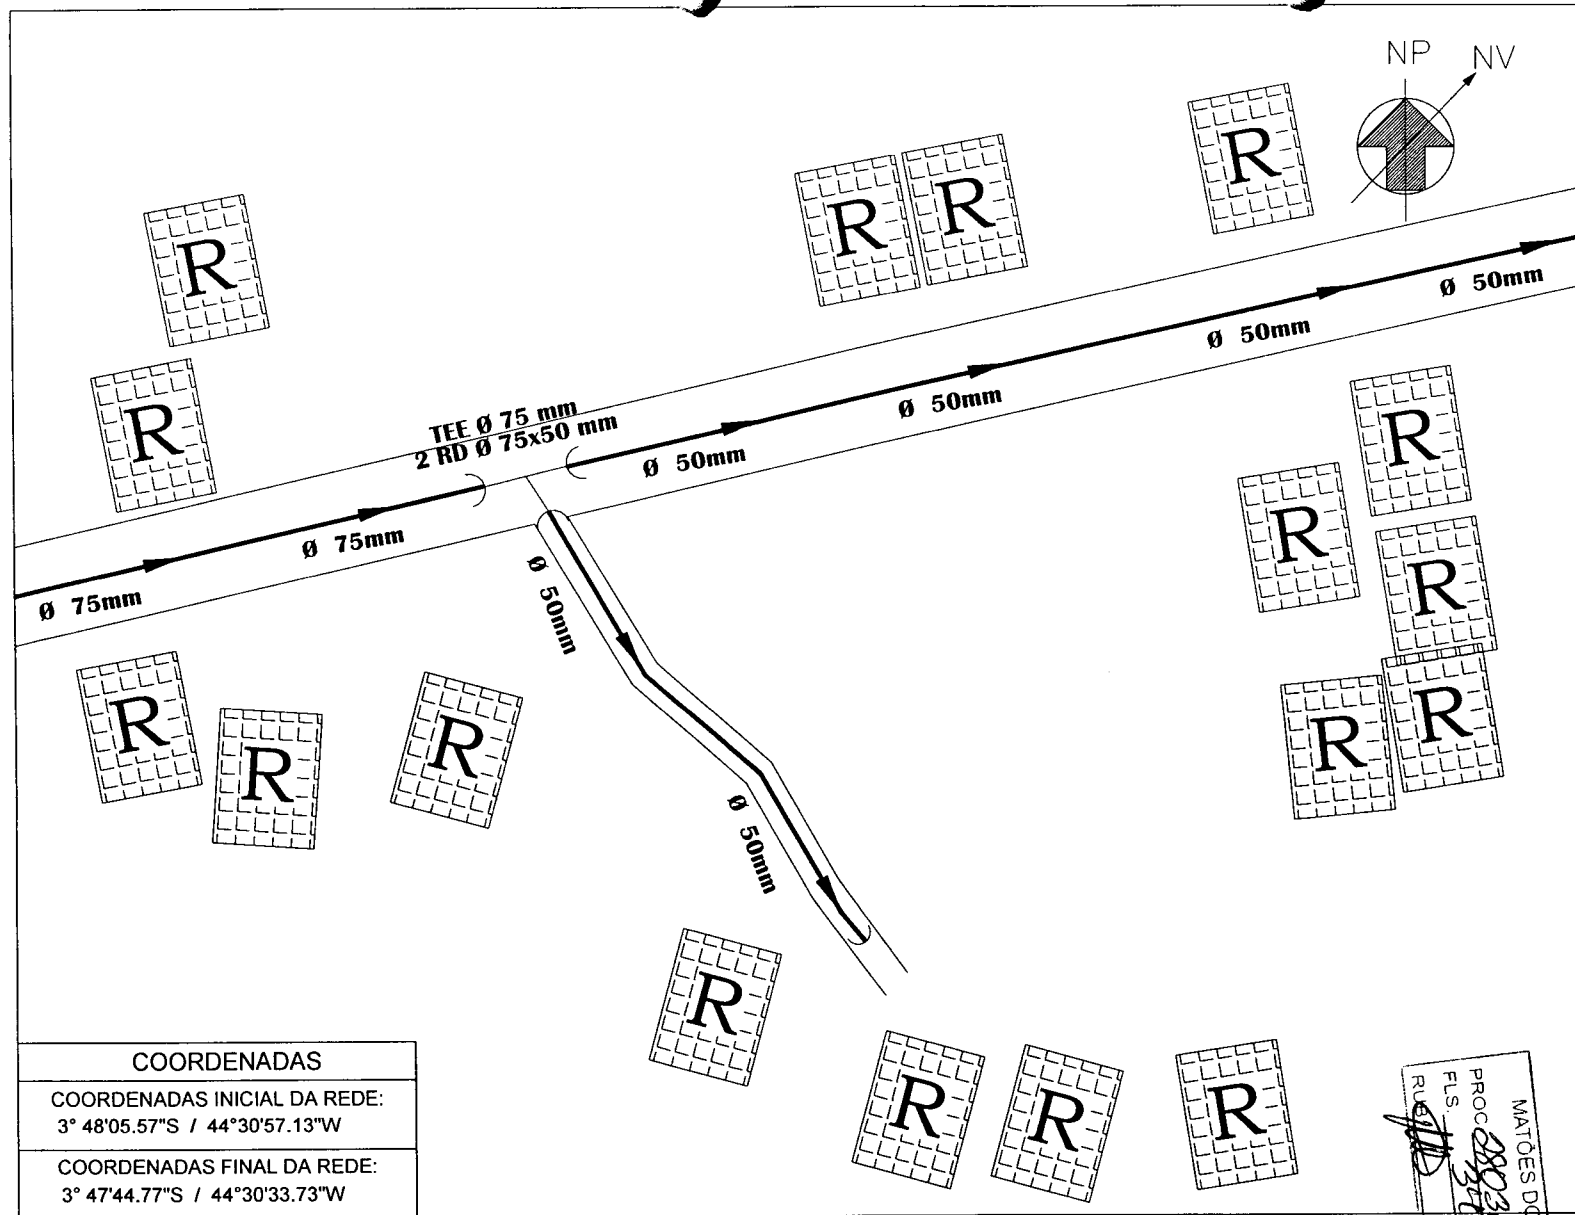 NP
NV
R
R
R
R
R
Ø 50mm
Ø 50mm
Ø 50mm
Ø 50mm
TEE Ø 75 mm
2 RD Ø 75x50 mm
Ø 75mm
Ø 75mm
Ø 50mm
Ø 50mm
R
R
R
R
R
R
R
R
R
R
R
R
COORDENADAS
COORDENADAS INICIAL DA REDE:
3° 48'05.57"S / 44°30'57.13"W
COORDENADAS FINAL DA REDE:
3° 47'44.77"S / 44°30'33.73"W
MATÕES DO
PROC
FLS.